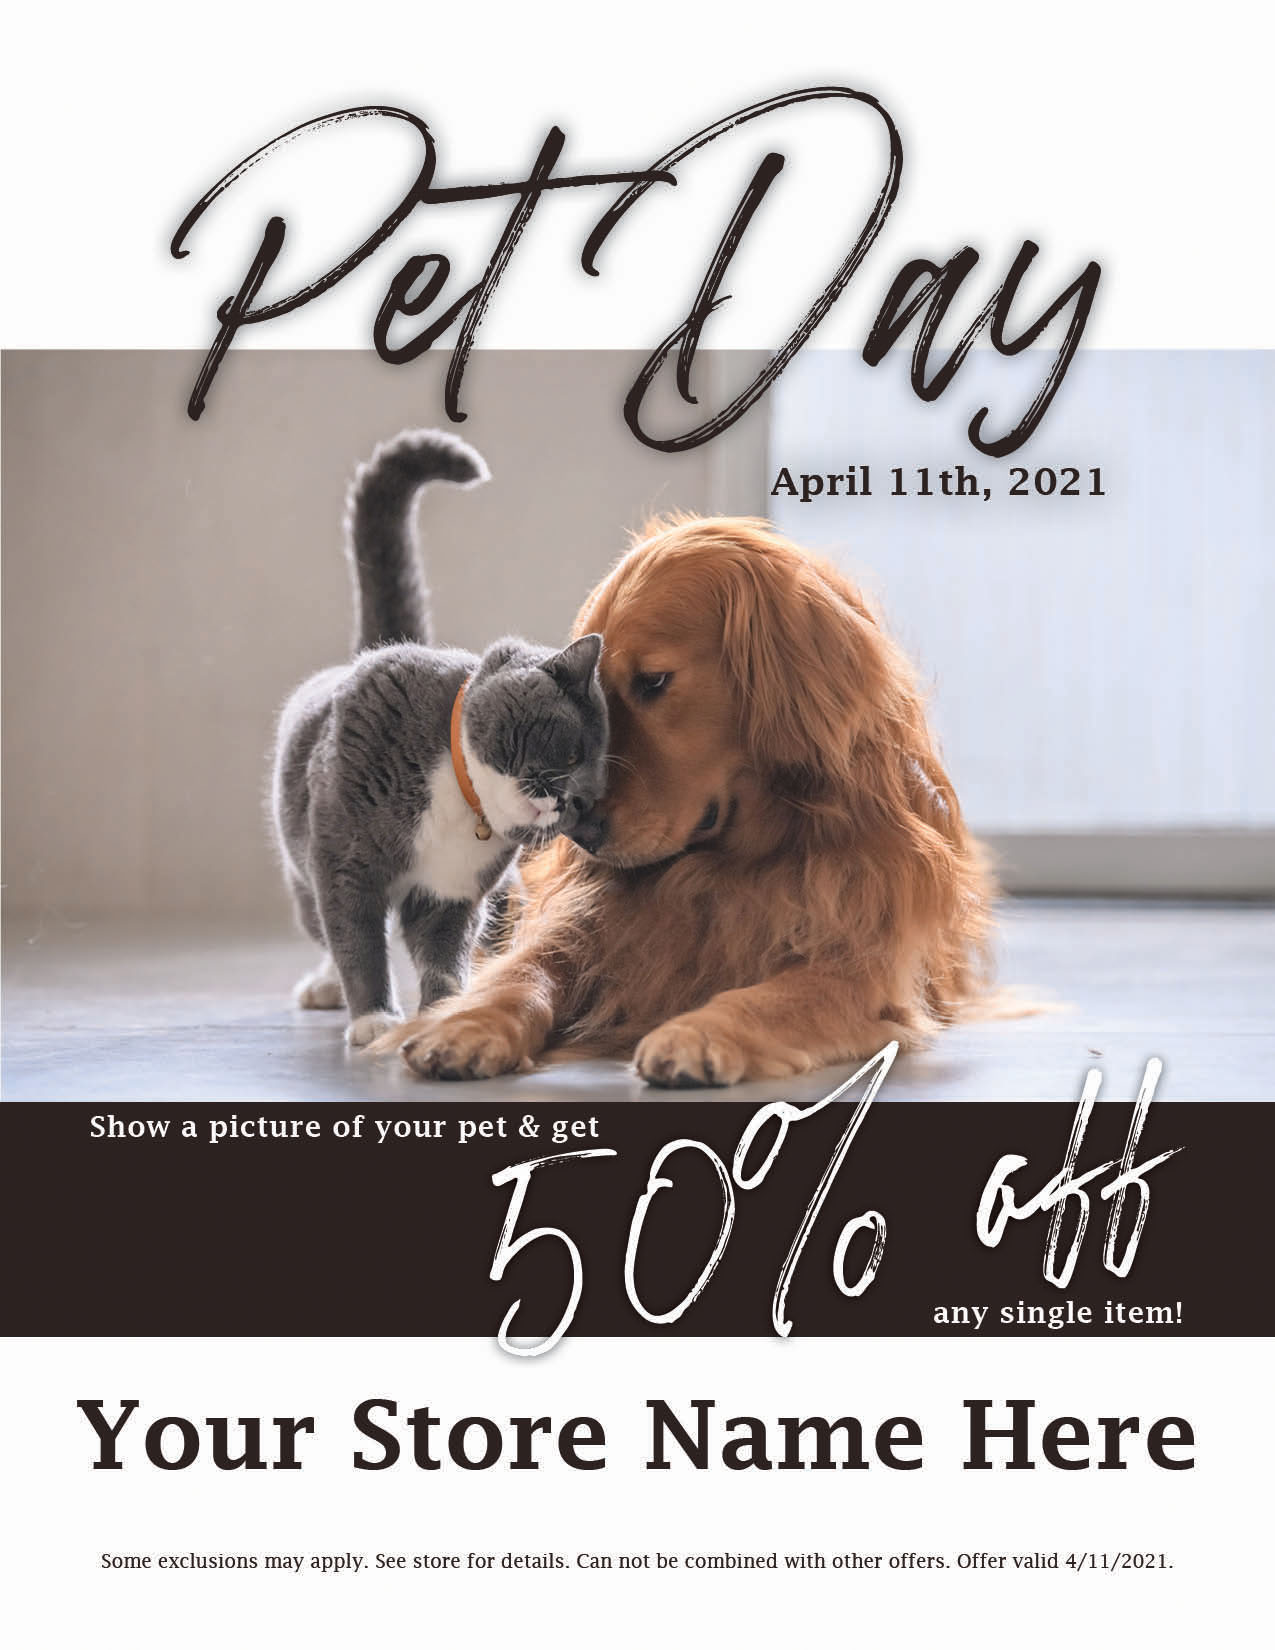 Pet Day
April 11th, 2021
Show a picture of your pet & get
50% off
any single item!
Your Store Name Here
Some exclusions may apply. See store for details. Can not be combined with other offers. Offer valid 4/11/2021.